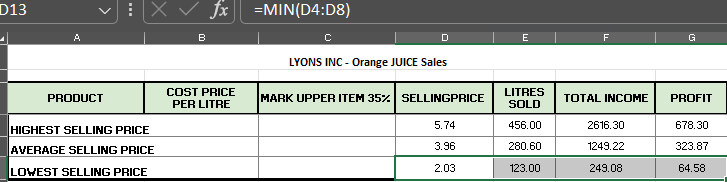 D13 fx =MIN(D4:D8)
A B C D E F G
LYONS INC - Orange JUICE Sales
PRODUCT COST PRICE PER LITRE MARK UPPER ITEM 35% SELLINGPRICE LITRES SOLD TOTAL INCOME PROFIT
HIGHEST SELLING PRICE 5.74 456.00 2616.30 678.30
AVERAGE SELLING PRICE 3.96 280.60 1249.22 323.87
LOWEST SELLING PRICE 2.03 123.00 249.08 64.58